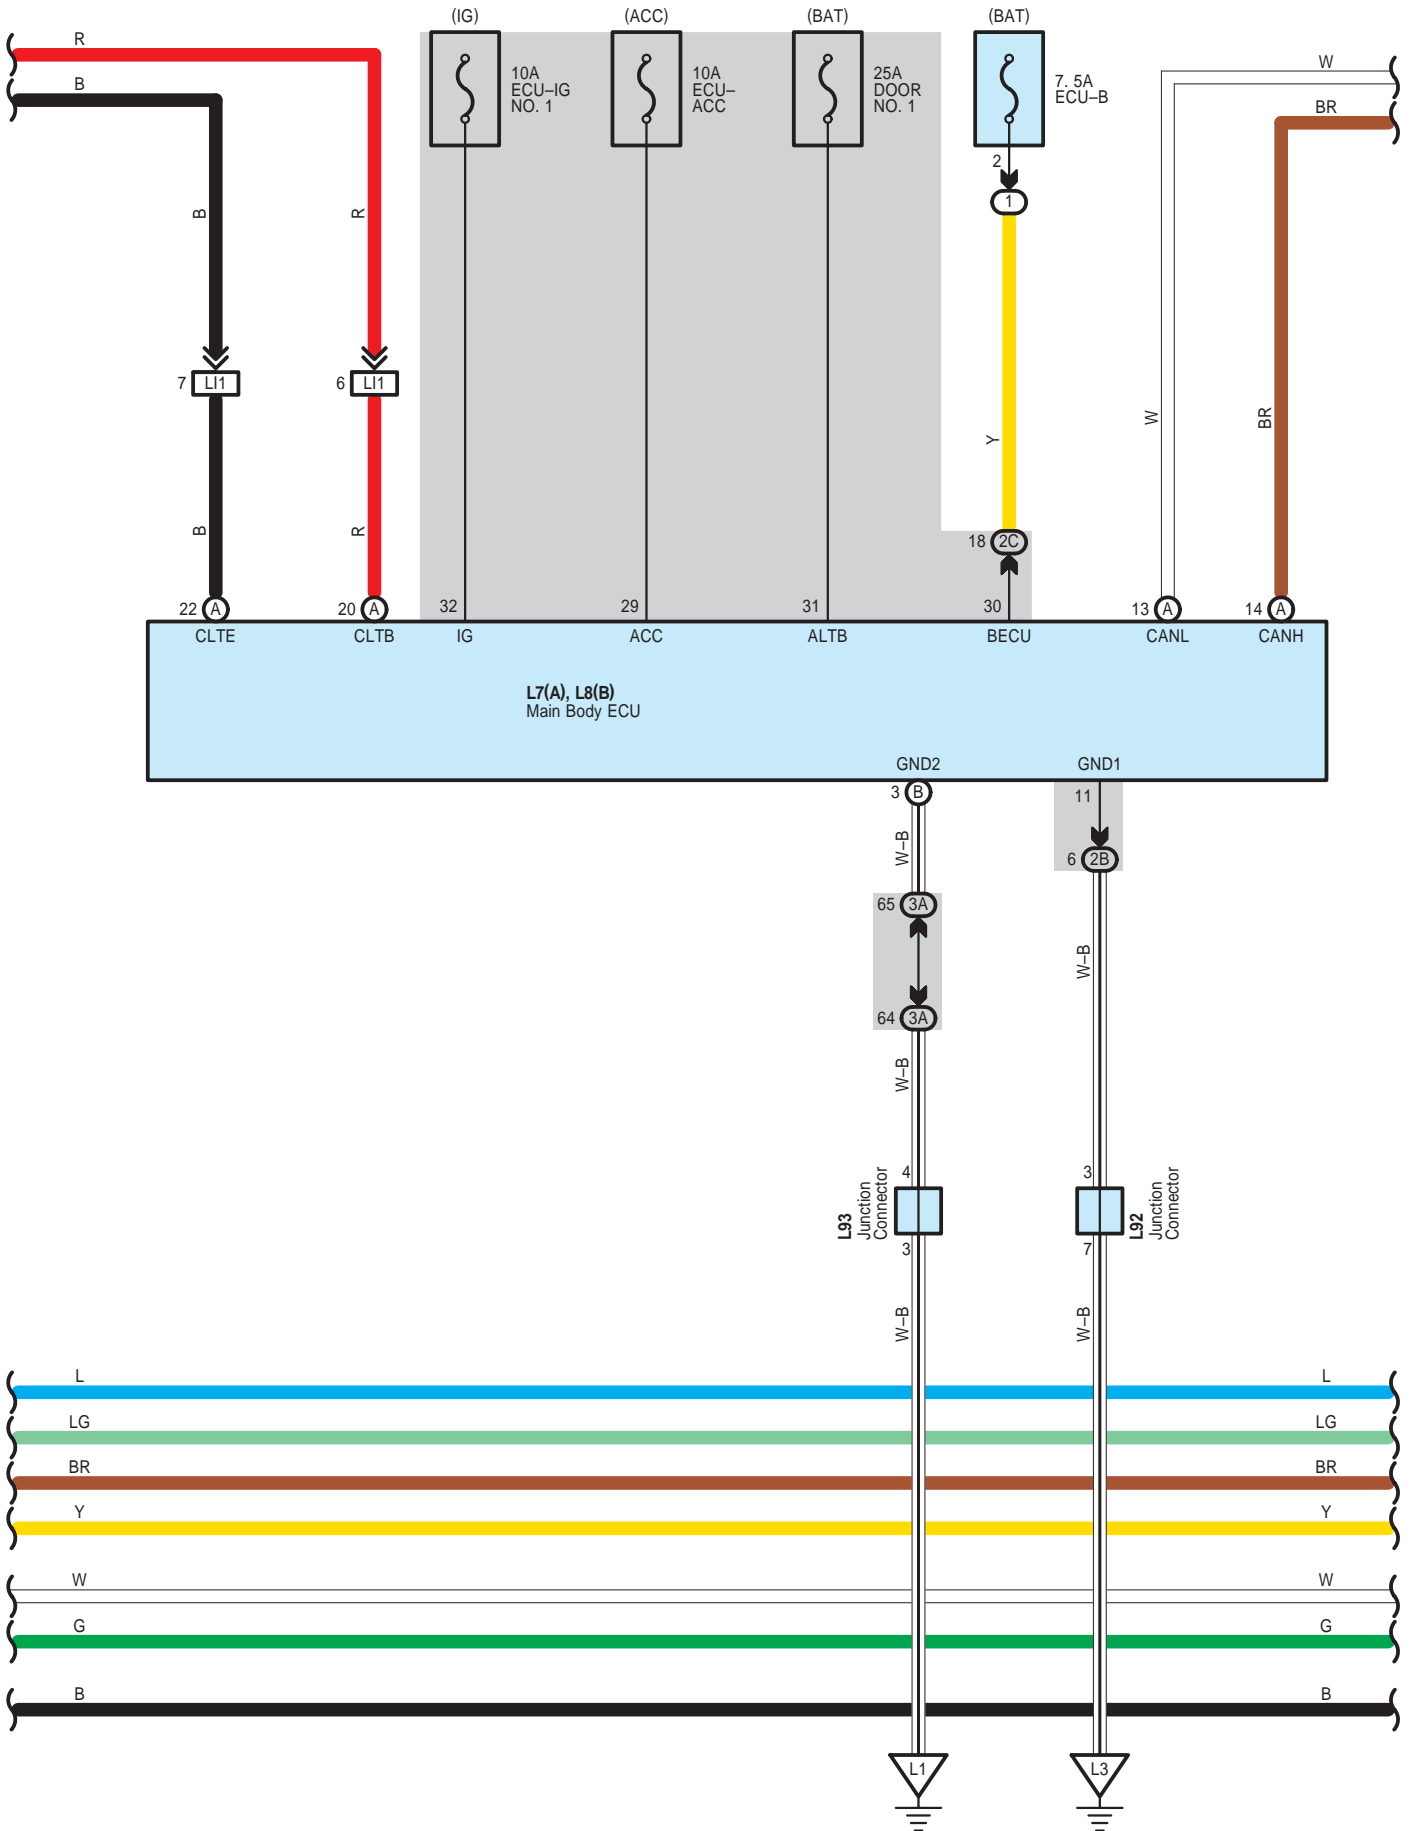 (IG) (ACC) (BAT) (BAT)
R
B
10A
ECU–IG
NO. 1
10A
ECU–
ACC
25A
DOOR
NO. 1
7. 5A
ECU–B
W
BR
2
1
B
R
7 LI1
6 LI1
Y
W
BR
B
R
18 2C
22 A
20 A
32
29
31
30
13 A
14 A
CLTE CLTB IG ACC ALTB BECU CANL CANH
L7(A), L8(B)
Main Body ECU
GND2 GND1
3 B
11
W–B
6 2B
65 3A
W–B
64 3A
W–B
4
3
L93
Junction
Connector
L92
Junction
Connector
3
7
W–B
W–B
L L
LG LG
BR BR
Y Y
W W
G G
B B
L1 L3